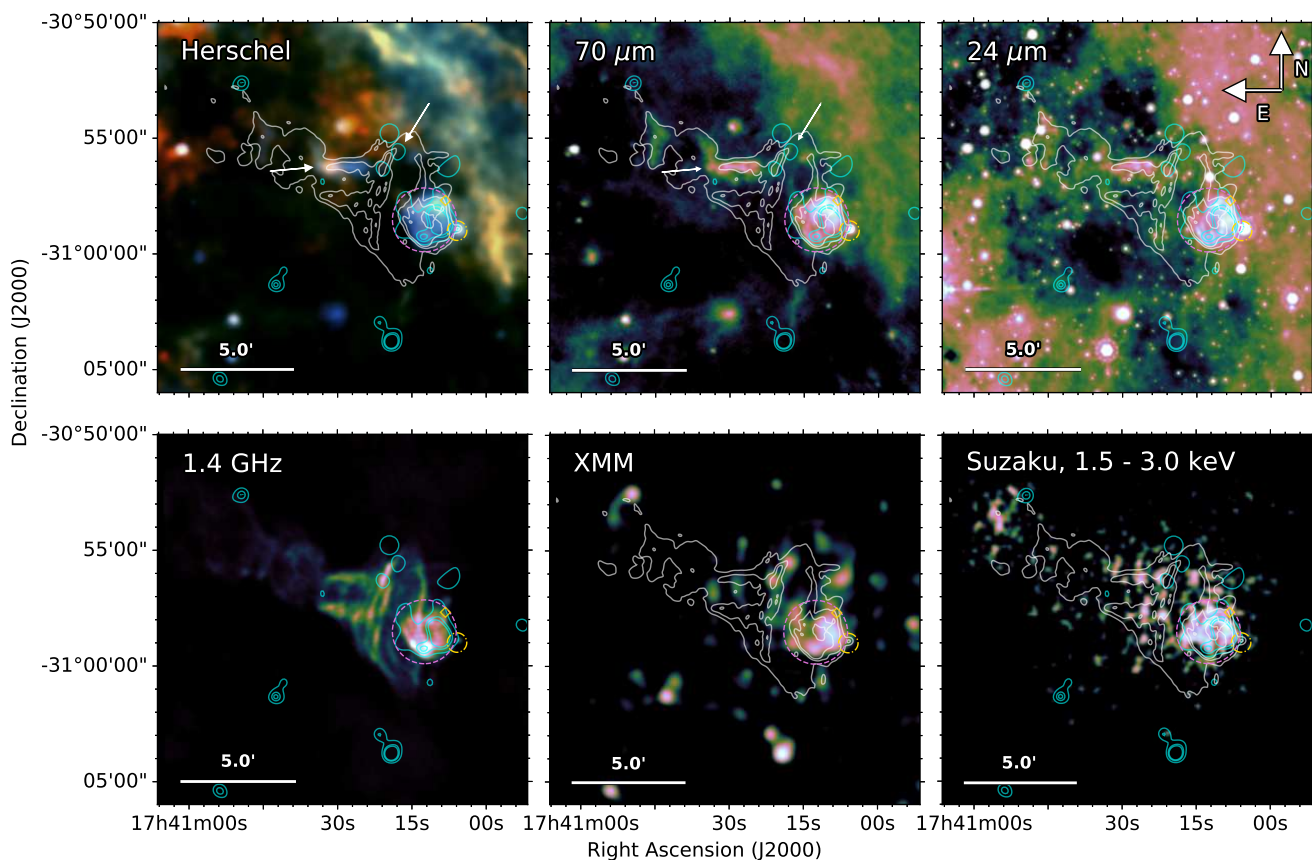 Herschel
70 μm
24 μm
N
E
-30°50'00"
55'00"
-31°00'00"
05'00"
5.0'
5.0'
5.0'
Declination (J2000)
1.4 GHz
XMM
Suzaku, 1.5 - 3.0 keV
-30°50'00"
55'00"
-31°00'00"
05'00"
5.0'
5.0'
5.0'
17h41m00s 30s 15s 00s 17h41m00s 30s 15s 00s 17h41m00s 30s 15s 00s
Right Ascension (J2000)